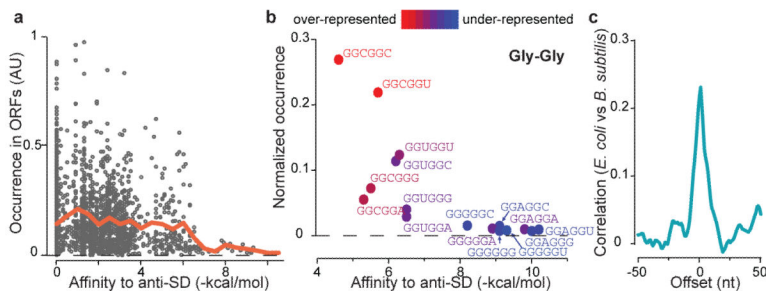 a
Occurrence in ORFs (AU)
1
0.5
0
0
4
8
Affinity to anti-SD (-kcal/mol)
b
over-represented
under-represented
Gly-Gly
Normalized occurrence
0.3
0.2
0.1
0
GGCGGC
GGCGGU
GGUGGU
GGUGGC
GGCGGG
GGCGGA
GGUGGG
GGUGGA
GGGGGC
GGAGGC
GGAGGA
GGAGGU
GGGGGA
GGAGGG
GGGGGG
GGGGGU
4
6
8
10
Affinity to anti-SD (-kcal/mol)
c
Correlation (E. coli vs B. subtilis)
0.3
0.2
0.1
0
-50
0
50
Offset (nt)